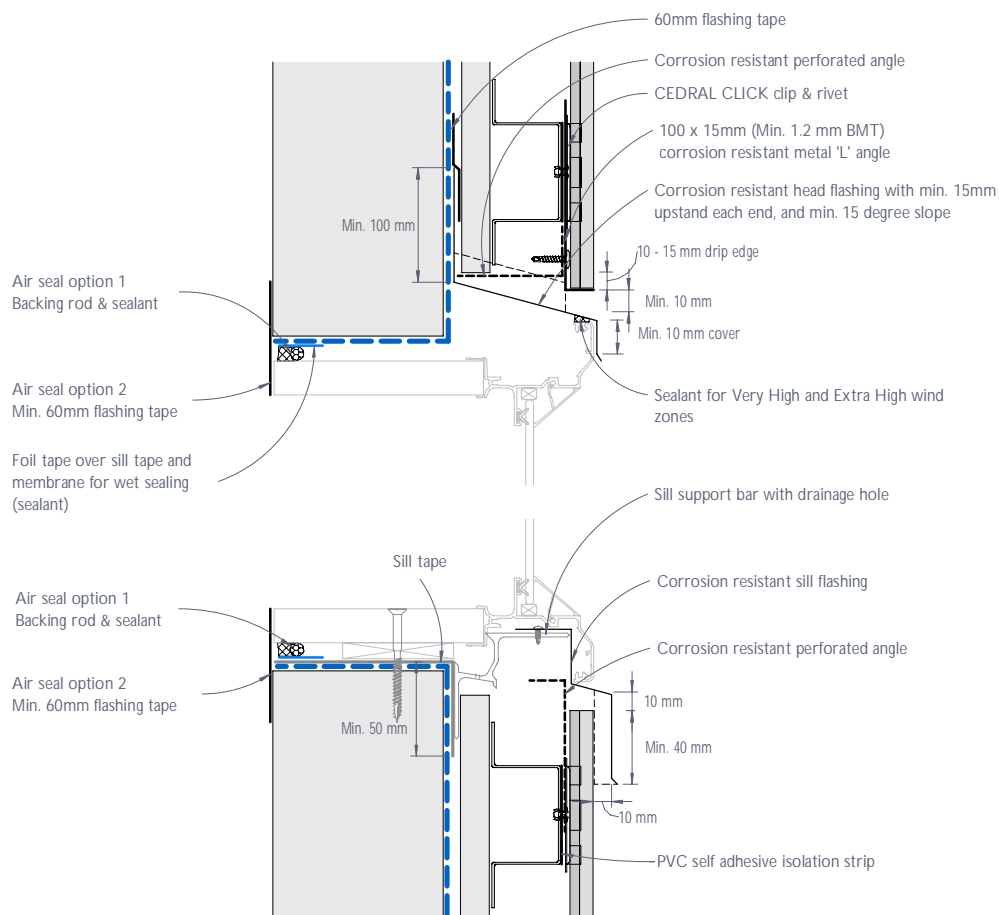 60mm flashing tape
Corrosion resistant perforated angle
CEDRAL CLICK clip & rivet
100 x 15mm (Min. 1.2 mm BMT)
corrosion resistant metal 'L' angle
Corrosion resistant head flashing with min. 15mm
upstand each end, and min. 15 degree slope
Min. 100 mm
10 - 15 mm drip edge
Min. 10 mm
Min. 10 mm cover
Air seal option 1
Backing rod & sealant
Air seal option 2
Min. 60mm flashing tape
Sealant for Very High and Extra High wind
zones
Foil tape over sill tape and
membrane for wet sealing
(sealant)
Sill support bar with drainage hole
Sill tape
Corrosion resistant sill flashing
Air seal option 1
Backing rod & sealant
Corrosion resistant perforated angle
Air seal option 2
Min. 60mm flashing tape
10 mm
Min. 50 mm
Min. 40 mm
10 mm
PVC self adhesive isolation strip